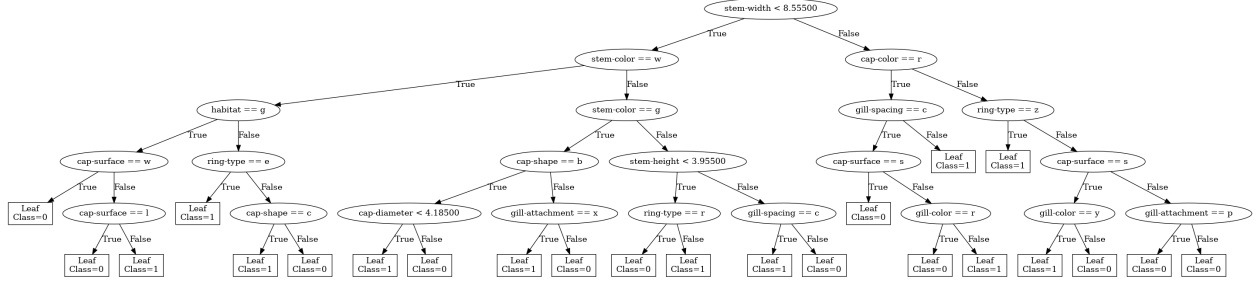 stem-width < 8.55500
True
False
stem-color == w
cap-color == r
True
False
True
False
habitat == g
stem-color == g
gill-spacing == c
ring-type == z
True
False
True
False
True
False
True
False
cap-surface == w
ring-type == e
cap-shape == b
stem-height < 3.95500
cap-surface == s
Leaf
Class=1
Leaf
Class=1
cap-surface == s
True
False
True
False
True
False
True
False
True
False
True
False
Leaf
Class=0
cap-surface == l
Leaf
Class=1
cap-shape == c
cap-diameter < 4.18500
gill-attachment == x
ring-type == r
gill-spacing == c
Leaf
Class=0
gill-color == r
gill-color == y
gill-attachment == p
True
False
True
False
True
False
True
False
True
False
True
False
True
False
True
False
True
False
Leaf
Class=0
Leaf
Class=1
Leaf
Class=1
Leaf
Class=0
Leaf
Class=1
Leaf
Class=0
Leaf
Class=1
Leaf
Class=0
Leaf
Class=0
Leaf
Class=1
Leaf
Class=1
Leaf
Class=0
Leaf
Class=0
Leaf
Class=1
Leaf
Class=1
Leaf
Class=0
Leaf
Class=0
Leaf
Class=0